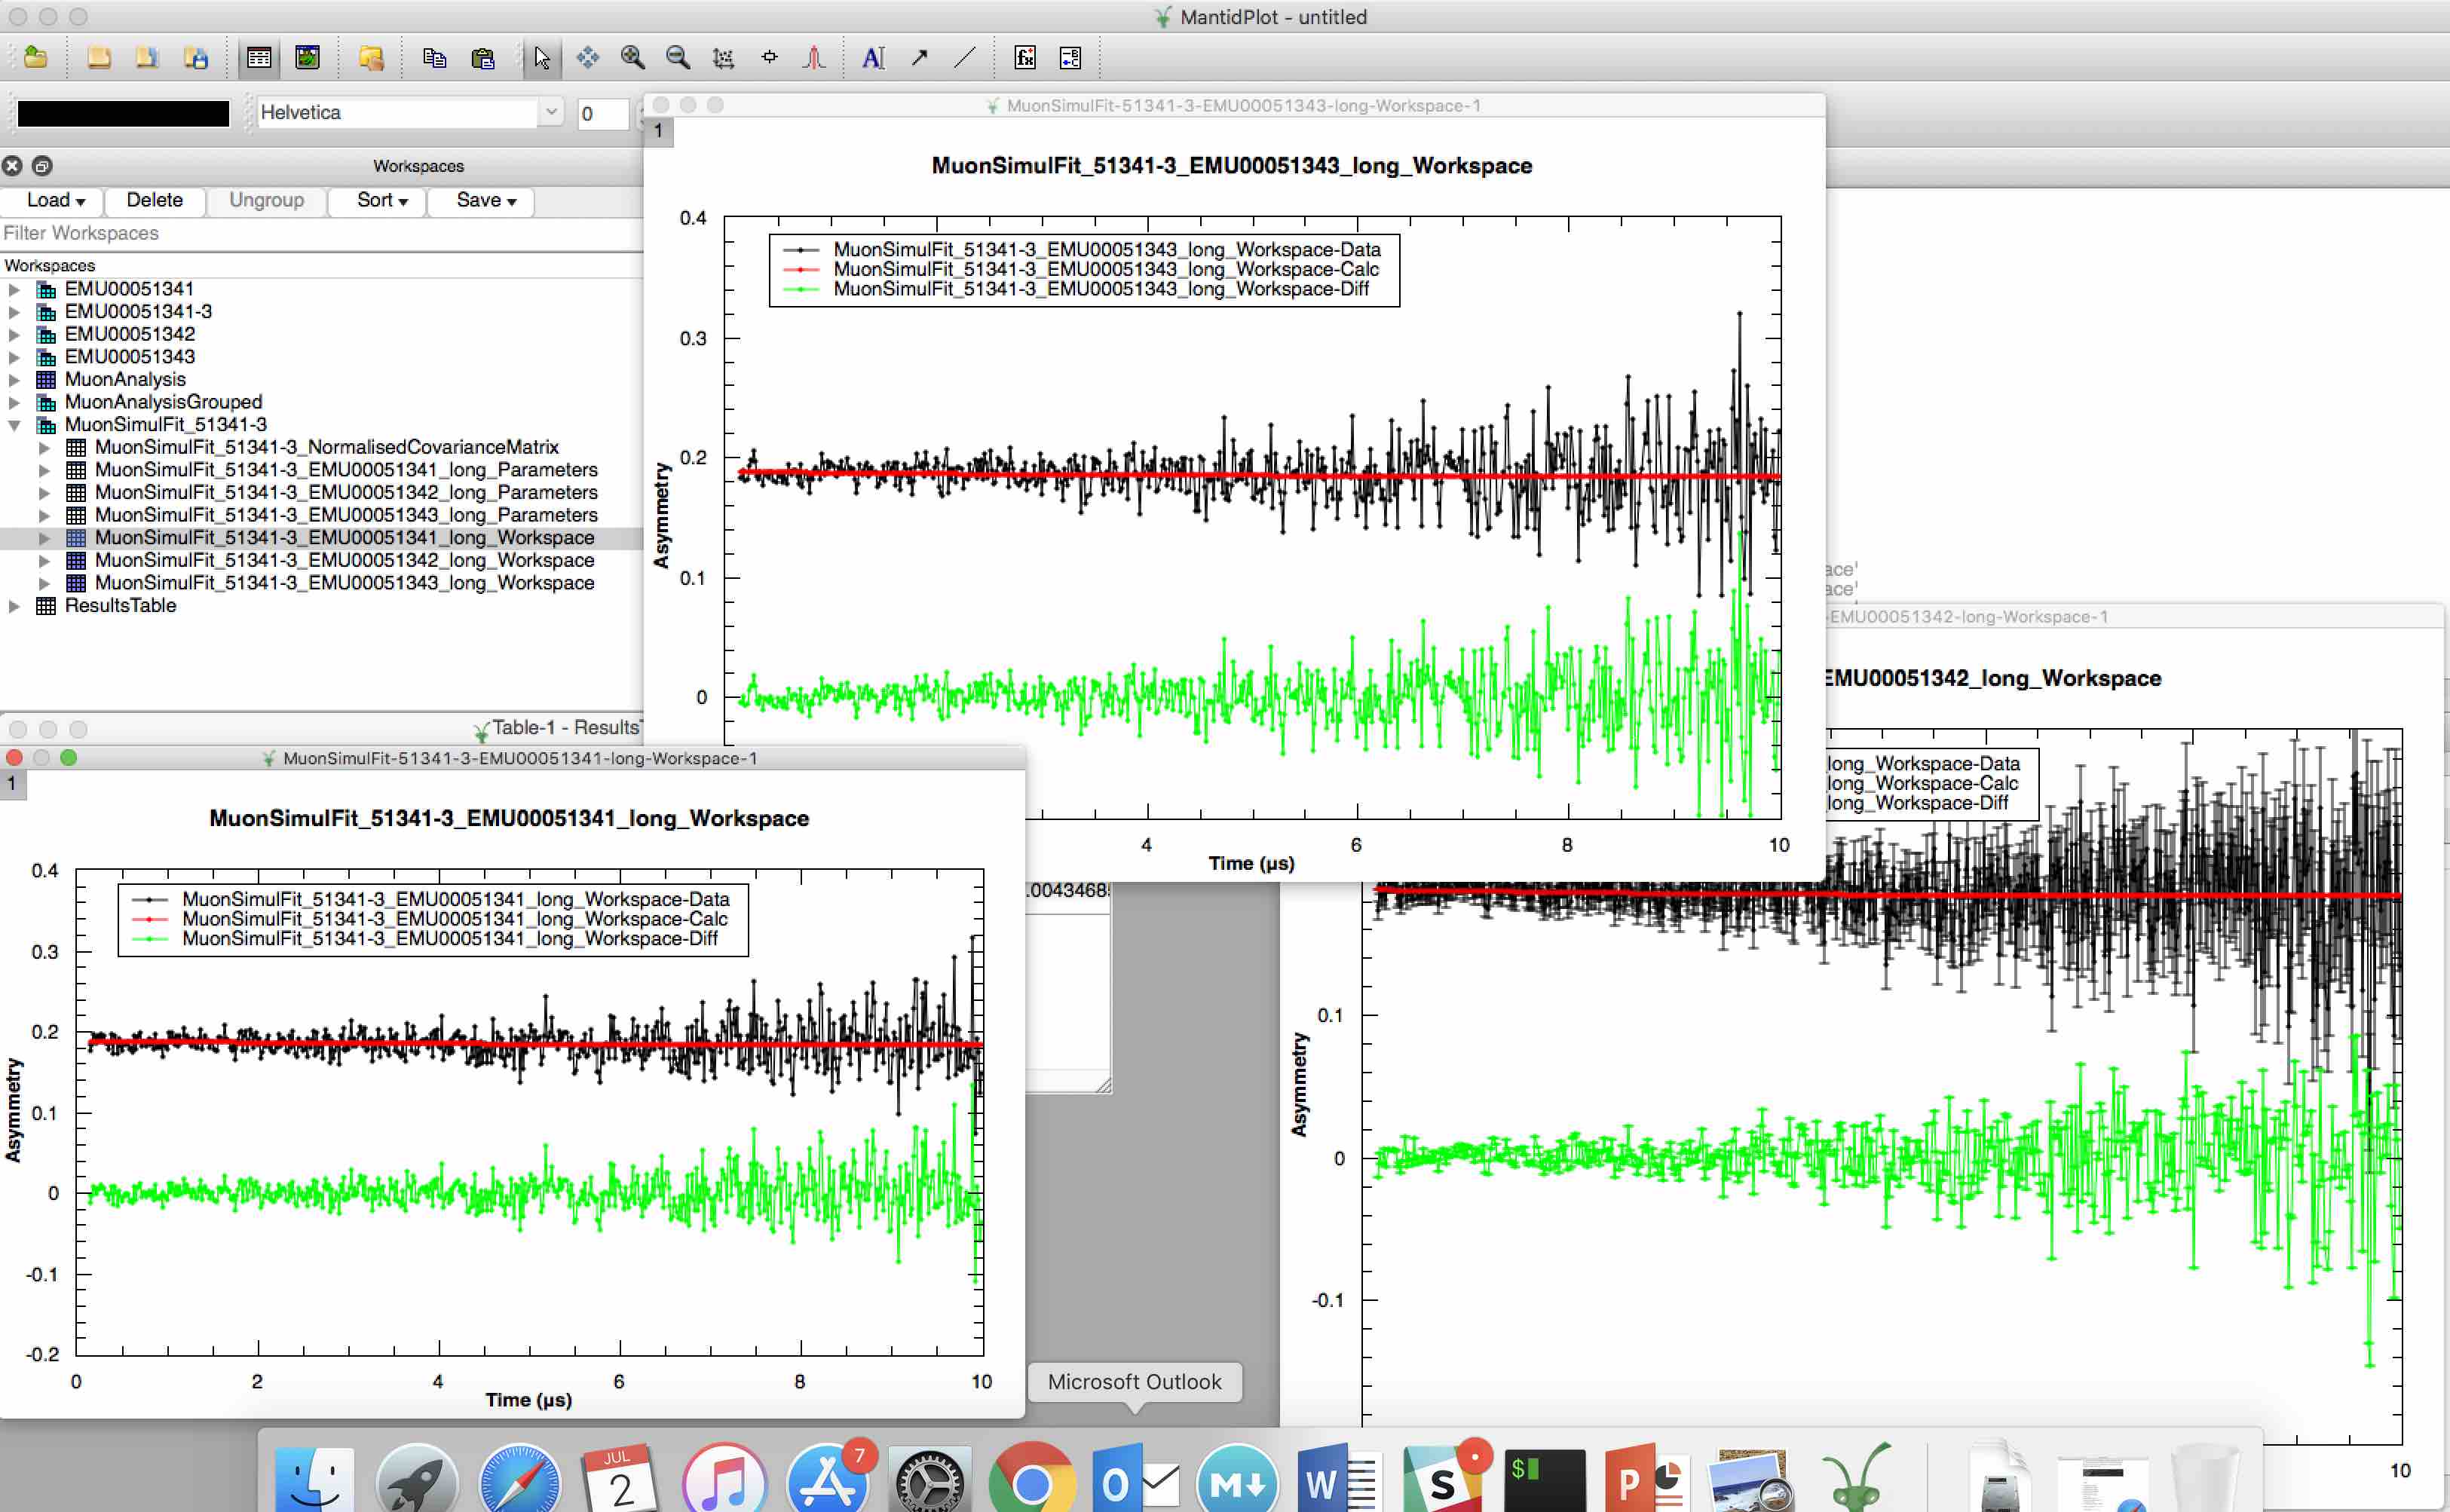 MantidPlot - untitled
Helvetica
0
Workspaces
Load
Delete
Ungroup
Sort
Save
Filter Workspaces
Workspaces
EMU00051341
EMU00051341-3
EMU00051342
EMU00051343
MuonAnalysis
MuonAnalysisGrouped
MuonSimulFit_51341-3
MuonSimulFit_51341-3_NormalisedCovarianceMatrix
MuonSimulFit_51341-3_EMU00051341_long_Parameters
MuonSimulFit_51341-3_EMU00051342_long_Parameters
MuonSimulFit_51341-3_EMU00051343_long_Parameters
MuonSimulFit_51341-3_EMU00051341_long_Workspace
MuonSimulFit_51341-3_EMU00051342_long_Workspace
MuonSimulFit_51341-3_EMU00051343_long_Workspace
ResultsTable
MuonSimulFit-51341-3-EMU00051343-long-Workspace-1
1
MuonSimulFit_51341-3_EMU00051343_long_Workspace
MuonSimulFit_51341-3_EMU00051343_long_Workspace-Data
MuonSimulFit_51341-3_EMU00051343_long_Workspace-Calc
MuonSimulFit_51341-3_EMU00051343_long_Workspace-Diff
0.4
0.3
0.2
0.1
0
Asymmetry
4 6 8 10
Time (μs)
ace'
ace'
-EMU00051342-long-Workspace-1
EMU00051342_long_Workspace
long_Workspace-Data
long_Workspace-Calc
long_Workspace-Diff
0.1
0
-0.1
Asymmetry
10
Table-1 - Results
.004346
MuonSimulFit-51341-3-EMU00051341-long-Workspace-1
1
MuonSimulFit_51341-3_EMU00051341_long_Workspace
MuonSimulFit_51341-3_EMU00051341_long_Workspace-Data
MuonSimulFit_51341-3_EMU00051341_long_Workspace-Calc
MuonSimulFit_51341-3_EMU00051341_long_Workspace-Diff
0.4
0.3
0.2
0.1
0
-0.1
-0.2
Asymmetry
0 2 4 6 8 10
Time (μs)
Microsoft Outlook
JUL
2
7
O
M
W
S
$
P